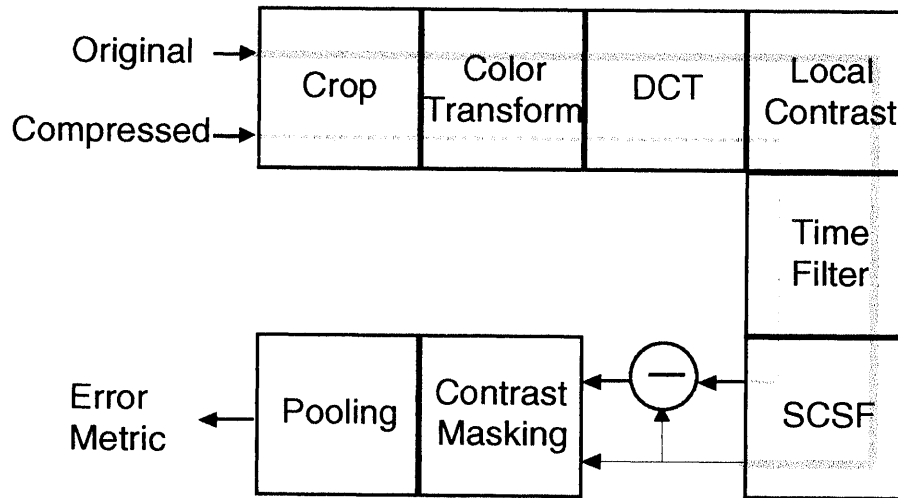 Original
Compressed
Crop
Color
Transform
DCT
Local
Contrast
Time
Filter
SCSF
Contrast
Masking
Pooling
Error
Metric